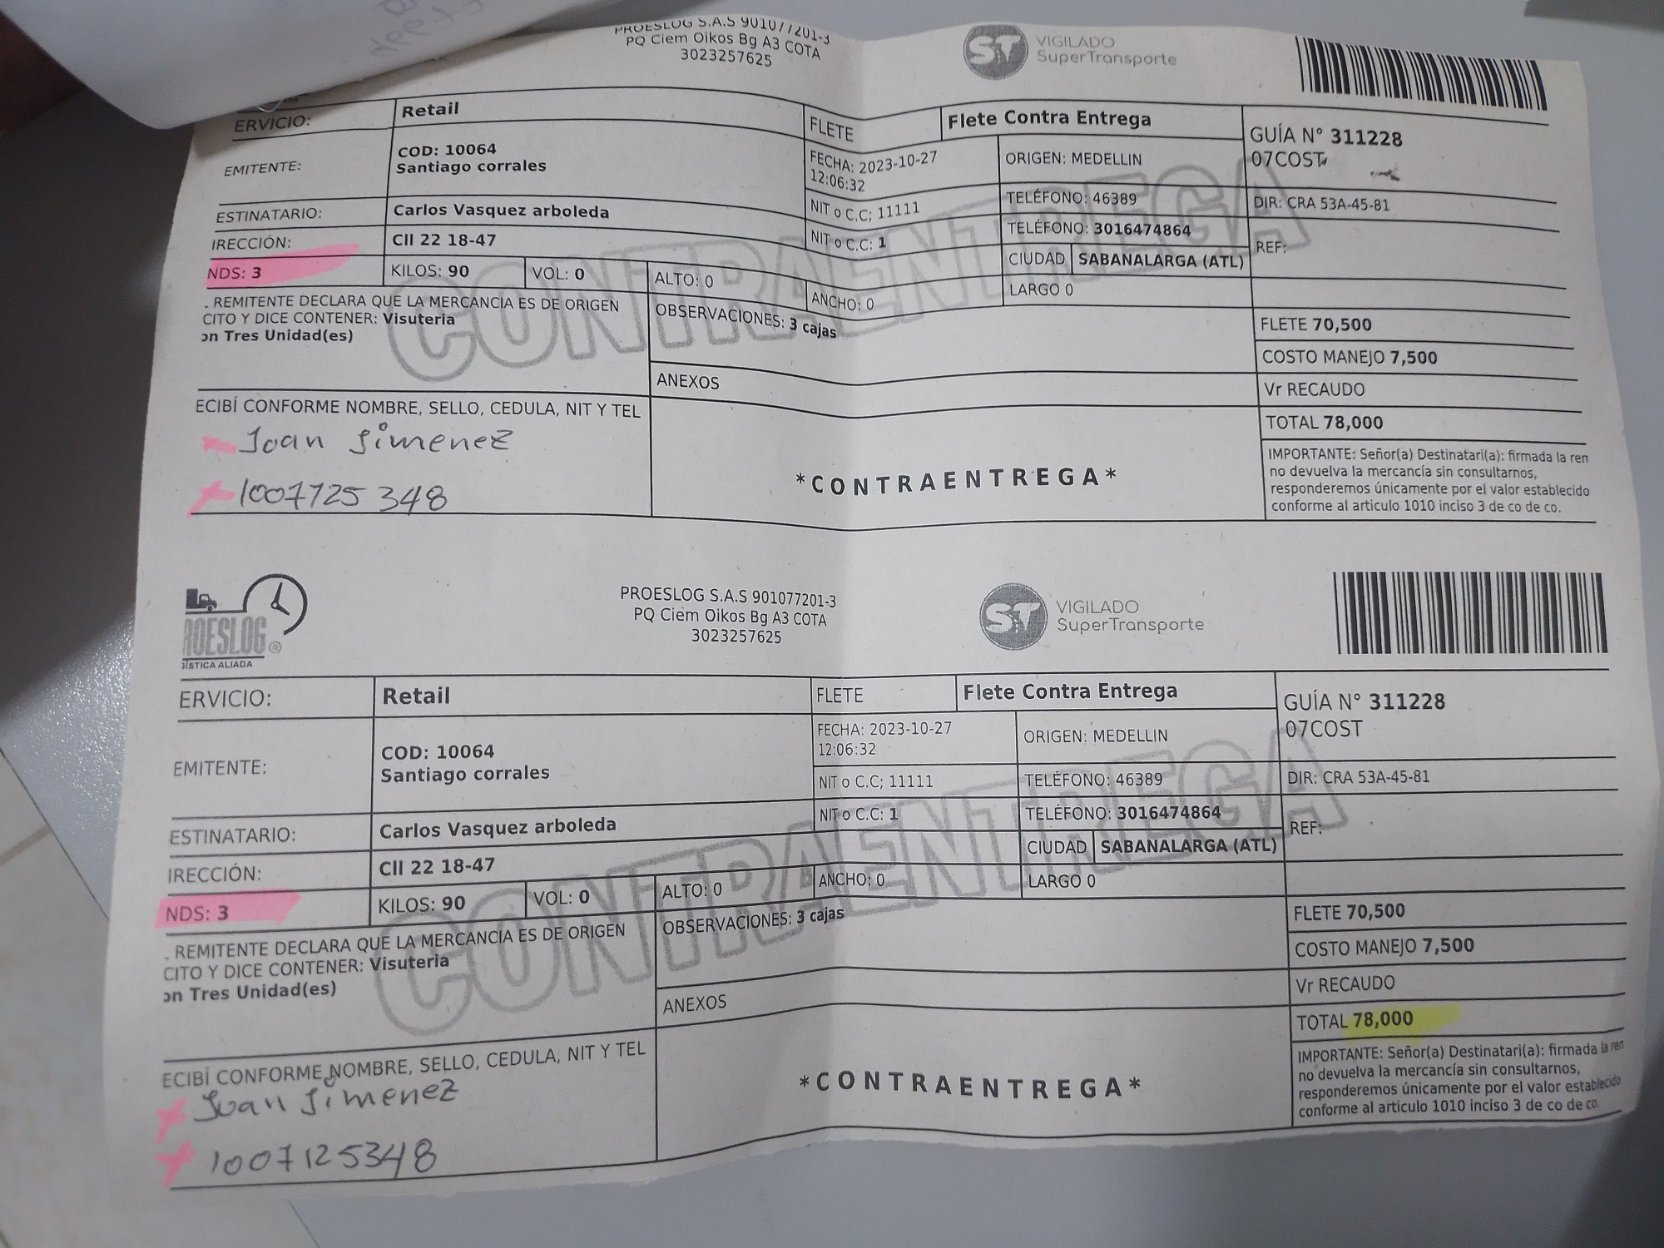 PROESLOG S.A.S 901077201-3
PQ Ciem Oikos Bg A3 COTA
3023257625
ST VIGILADO
SuperTransporte
ERVICIO: Retail FLETE Flete Contra Entrega
GUÍA N° 311228
07COST
EMITENTE: COD: 10064
Santiago corrales
FECHA: 2023-10-27
12:06:32
ORIGEN: MEDELLIN
NIT o C.C; 11111 TELÉFONO: 46389 DIR: CRA 53A-45-81
ESTINATARIO: Carlos Vasquez arboleda NIT o C.C: 1 TELÉFONO: 3016474864
REF:
IRECCIÓN: Cll 22 18-47 CIUDAD SABANALARGA (ATL)
NDS: 3 KILOS: 90 VOL: 0 ALTO: 0 ANCHO: 0 LARGO 0
. REMITENTE DECLARA QUE LA MERCANCIA ES DE ORIGEN
CITO Y DICE CONTENER: Visuteria
on Tres Unidad(es)
OBSERVACIONES: 3 cajas
FLETE 70,500
COSTO MANEJO 7,500
ANEXOS
Vr RECAUDO
TOTAL 78,000
CONTRAENTREGA
ECIBÍ CONFORME NOMBRE, SELLO, CEDULA, NIT Y TEL
Joan Jimenez
1007125348
*CONTRAENTREGA*
IMPORTANTE: Señor(a) Destinatari(a): firmada la rem
no devuelva la mercancía sin consultarnos,
responderemos únicamente por el valor establecido
conforme al articulo 1010 inciso 3 de co de co.
ROESLOG®
ÍSTICA ALIADA
PROESLOG S.A.S 901077201-3
PQ Ciem Oikos Bg A3 COTA
3023257625
ST VIGILADO
SuperTransporte
ERVICIO: Retail FLETE Flete Contra Entrega
GUÍA N° 311228
07COST
EMITENTE: COD: 10064
Santiago corrales
FECHA: 2023-10-27
12:06:32
ORIGEN: MEDELLIN
NIT o C.C; 11111 TELÉFONO: 46389 DIR: CRA 53A-45-81
ESTINATARIO: Carlos Vasquez arboleda NIT o C.C: 1 TELÉFONO: 3016474864
REF:
IRECCIÓN: Cll 22 18-47 CIUDAD SABANALARGA (ATL)
NDS: 3 KILOS: 90 VOL: 0 ALTO: 0 ANCHO: 0 LARGO 0
. REMITENTE DECLARA QUE LA MERCANCIA ES DE ORIGEN
CITO Y DICE CONTENER: Visuteria
on Tres Unidad(es)
OBSERVACIONES: 3 cajas
FLETE 70,500
COSTO MANEJO 7,500
ANEXOS
Vr RECAUDO
TOTAL 78,000
CONTRAENTREGA
ECIBÍ CONFORME NOMBRE, SELLO, CEDULA, NIT Y TEL
Juan Jimenez
1007125348
*CONTRAENTREGA*
IMPORTANTE: Señor(a) Destinatari(a): firmada la rem
no devuelva la mercancía sin consultarnos,
responderemos únicamente por el valor establecido
conforme al articulo 1010 inciso 3 de co de co.